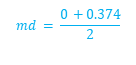 md = (0 + 0.374) / 2